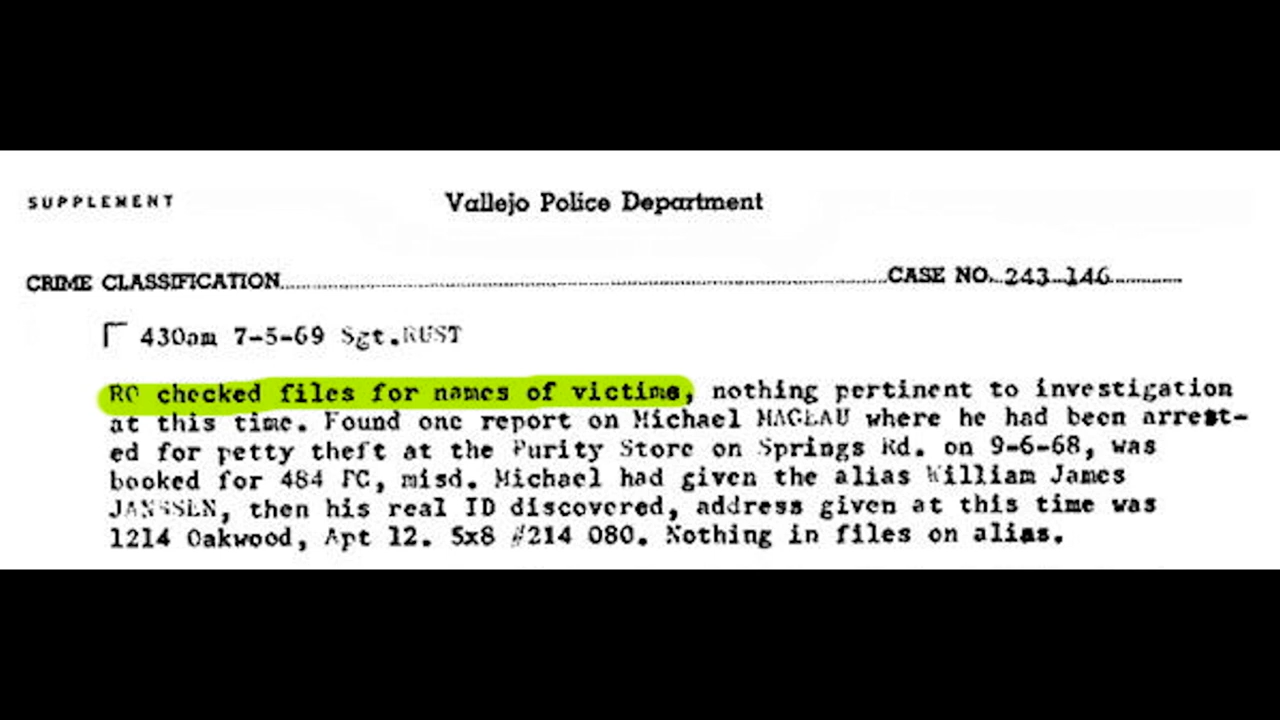 SUPPLEMENT
Vallejo Police Department
CRIME CLASSIFICATION CASE NO. 243 146
430am 7-5-69 Sgt.RUST
RO checked files for names of victims, nothing pertinent to investigation
at this time. Found one report on Michael MAGEAU where he had been arrest-
ed for petty theft at the Purity Store on Springs Rd. on 9-6-68, was
booked for 484 PC, misd. Michael had given the alias William James
JANSSEN, then his real ID discovered, address given at this time was
1214 Oakwood, Apt 12. 5x8 #214 080. Nothing in files on alias.